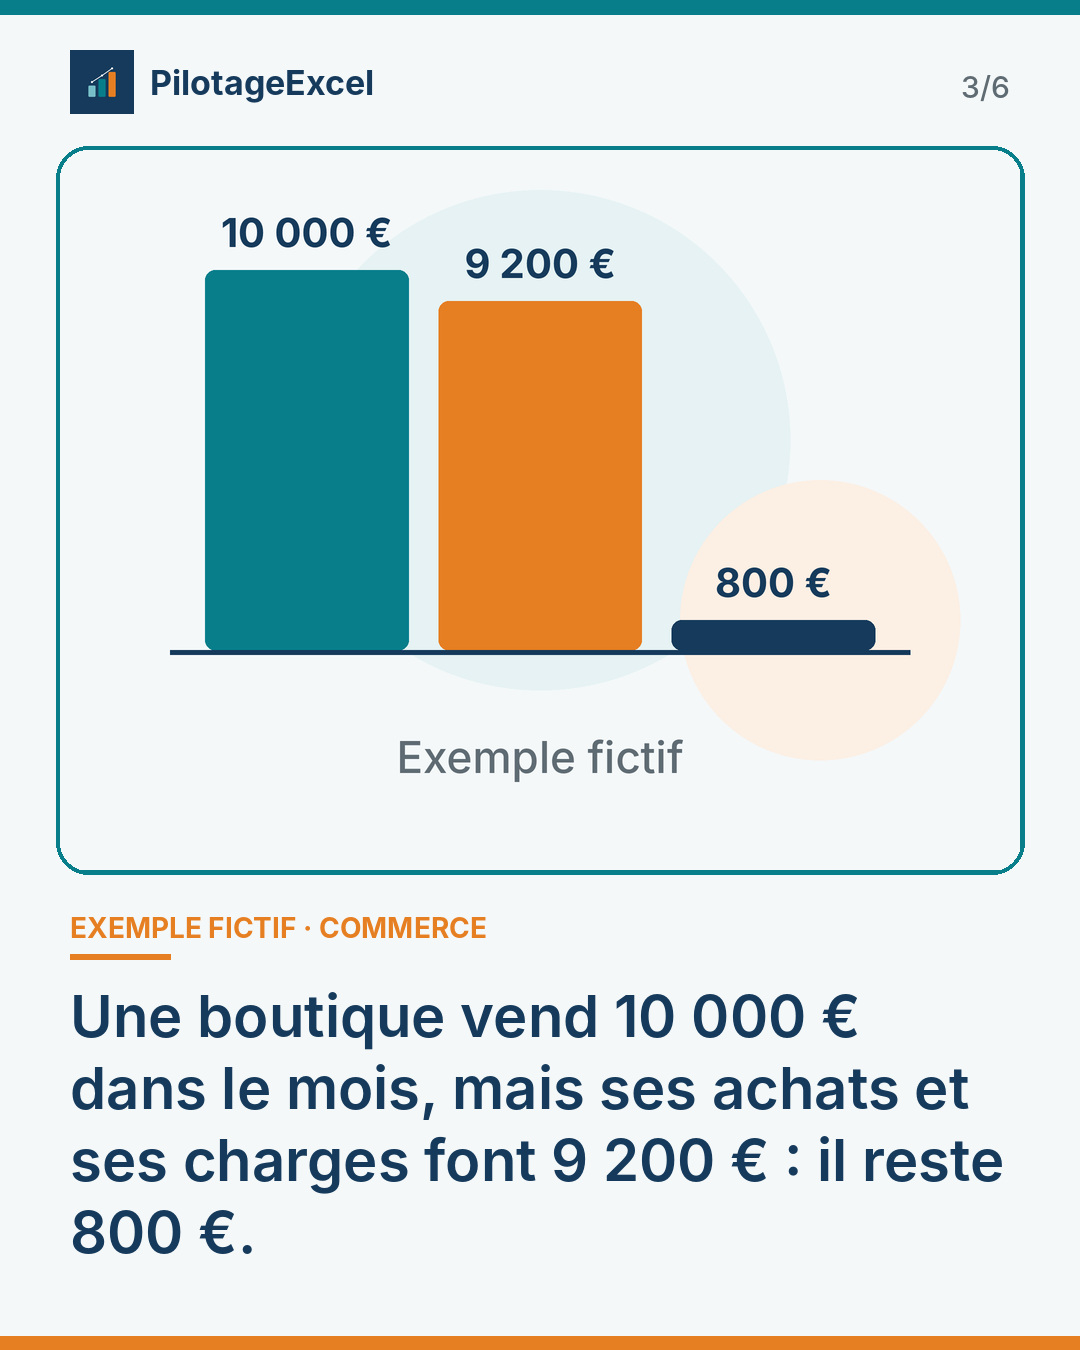 PilotageExcel
3/6
10 000 €
9 200 €
800 €
Exemple fictif
EXEMPLE FICTIF · COMMERCE
Une boutique vend 10 000 €
dans le mois, mais ses achats et
ses charges font 9 200 € : il reste
800 €.